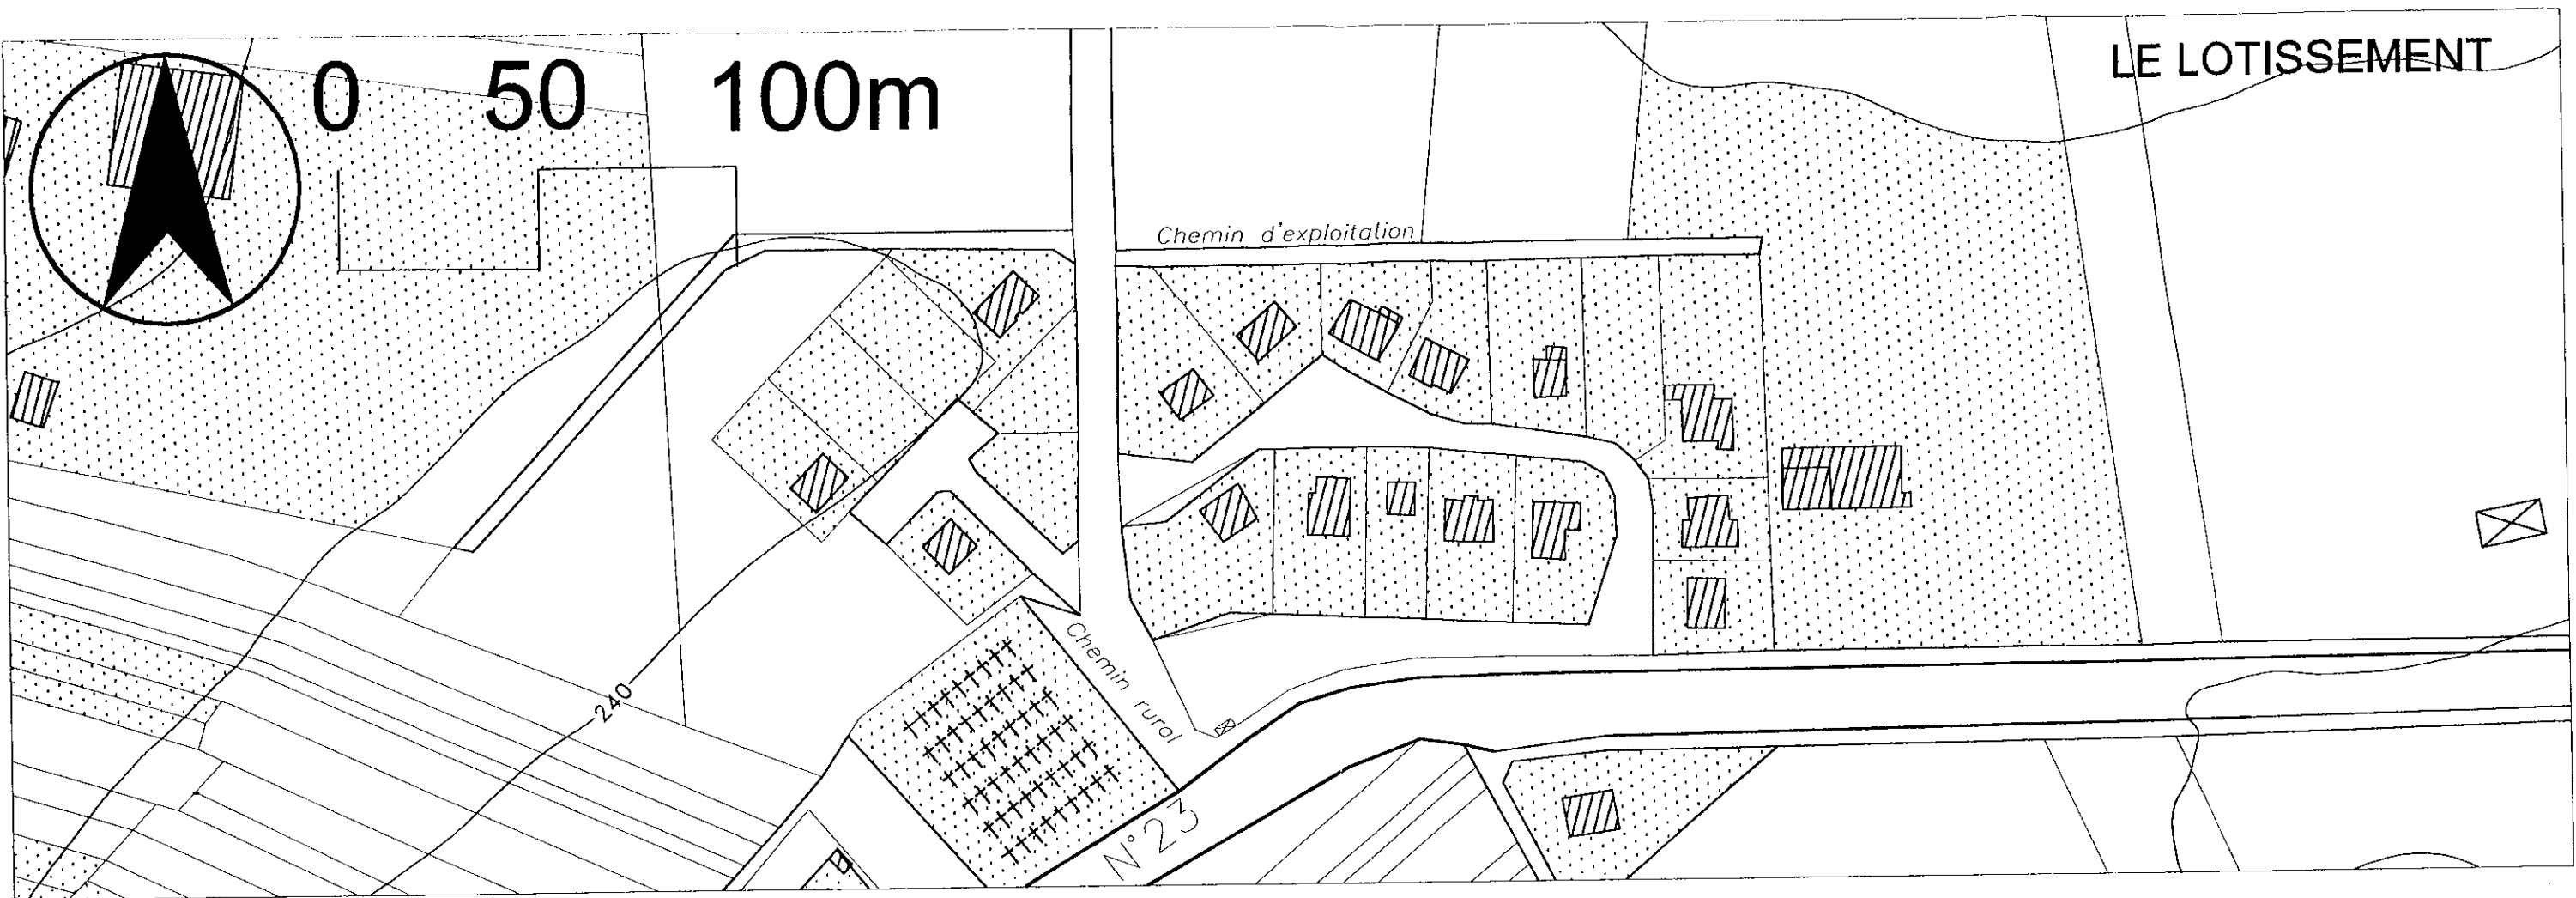 0 50 100m
LE LOTISSEMENT
Chemin d'exploitation
Chemin rural
240
N°23